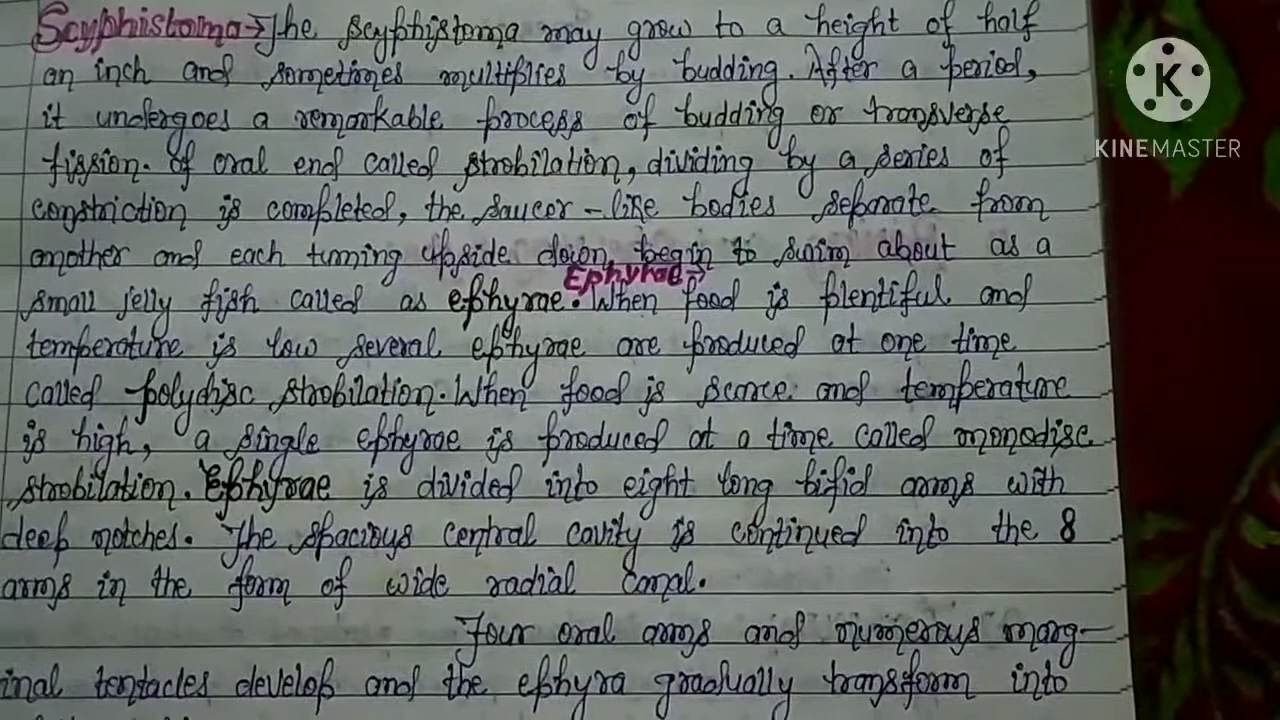 Scyphistoma→The scyphistoma may grow to a height of half
an inch and sometimes multiplies by budding. After a period,
it undergoes a remarkable process of budding or transverse
fission. of oral end called strobilation, dividing by a series of
constriction is completed, the saucer-like bodies separate from
another and each turning upside down, begin to swim about as a
Ephyrae→
small jelly fish called as ephyrae. When food is plentiful and
temperature is low several ephyrae are produced at one time
called polydisc strobilation. When food is scarce and temperature
is high, a single ephyrae is produced at a time called monodisc
strobilation. Ephyrae is divided into eight long bifid arms with
deep notches. The spacious central cavity is continued into the 8
arms in the form of wide radial canal.
Four oral arms and numerous marg-
inal tentacles develop and the ephyra gradually transform into
K
KINEMASTER